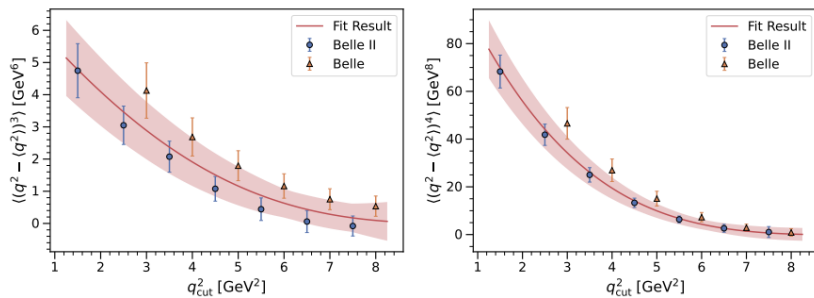 ⟨(q² − ⟨q²⟩)³⟩ [GeV⁶]
6
5
4
3
2
1
0
Fit Result
Belle II
Belle
1 2 3 4 5 6 7 8
q²cut [GeV²]
⟨(q² − ⟨q²⟩)⁴⟩ [GeV⁸]
80
60
40
20
0
Fit Result
Belle II
Belle
1 2 3 4 5 6 7 8
q²cut [GeV²]